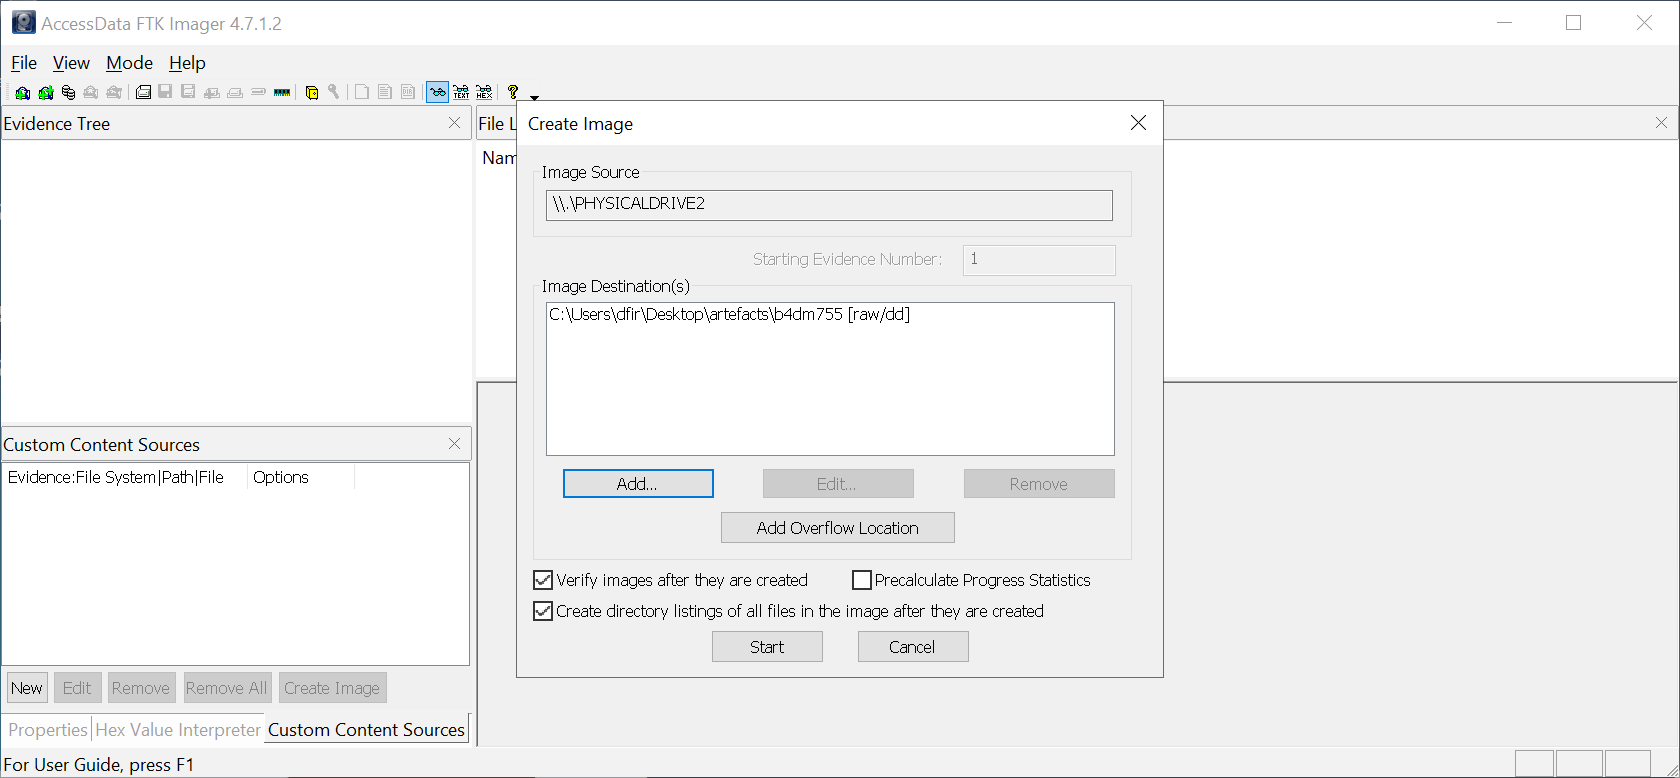 AccessData FTK Imager 4.7.1.2
File View Mode Help
TEXT HEX ?
Evidence Tree
File L
Nam
Create Image
Image Source
\\.\PHYSICALDRIVE2
Starting Evidence Number: 1
Image Destination(s)
C:\Users\dfir\Desktop\artefacts\b4dm755 [raw/dd]
Add... Edit... Remove
Add Overflow Location
Verify images after they are created Precalculate Progress Statistics
Create directory listings of all files in the image after they are created
Start Cancel
Custom Content Sources
Evidence:File System|Path|File Options
New Edit Remove Remove All Create Image
Properties Hex Value Interpreter Custom Content Sources
For User Guide, press F1